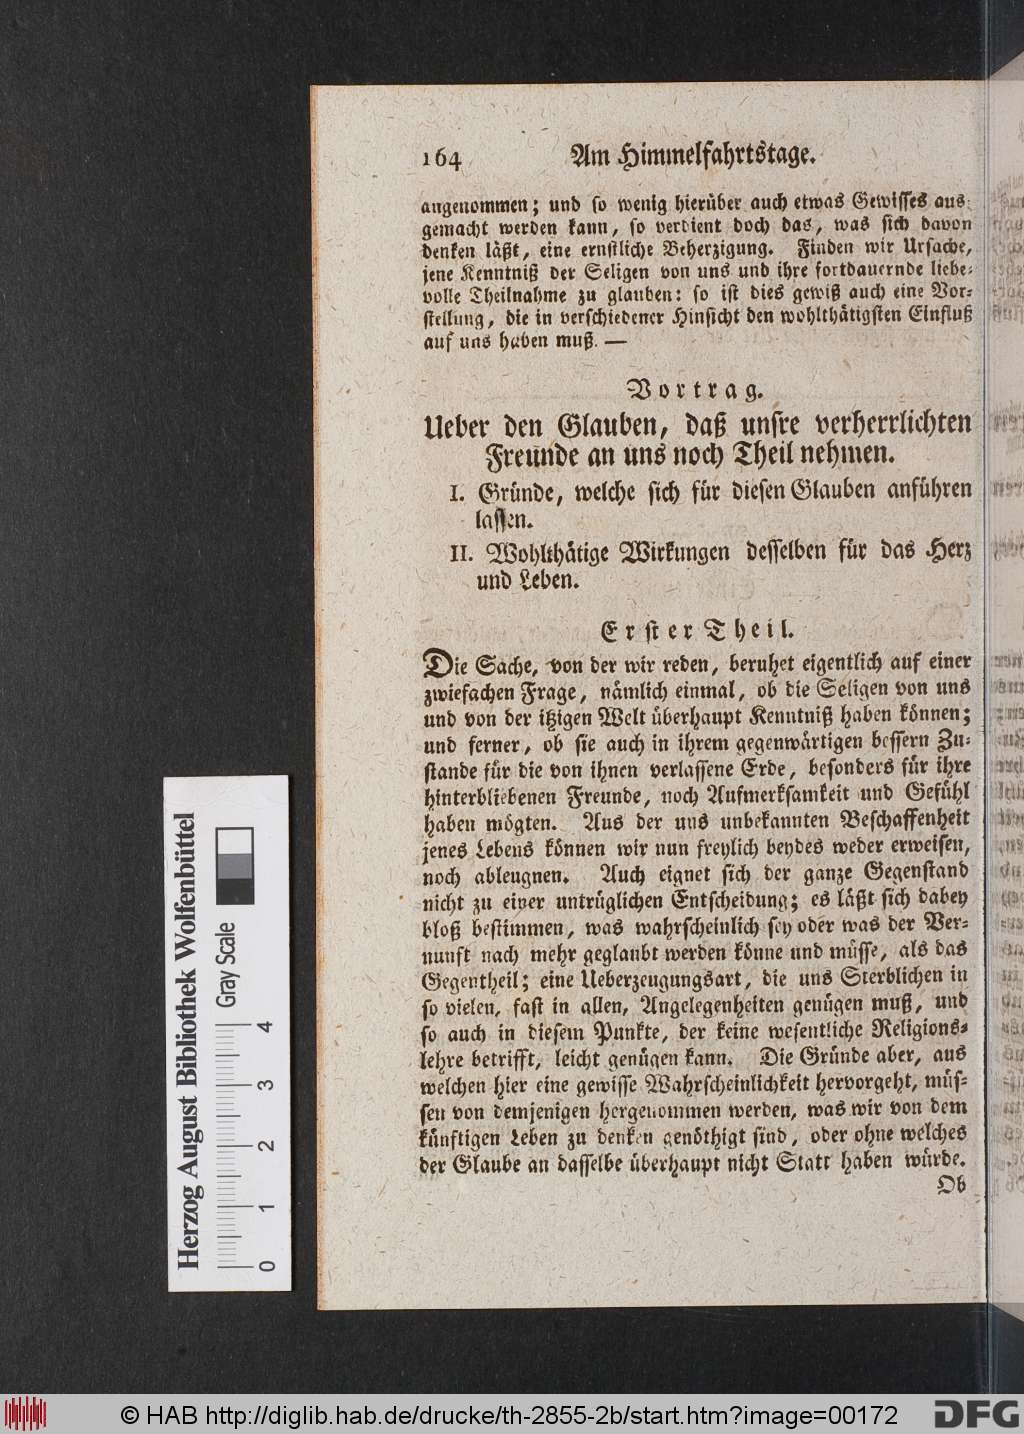 164 Am Himmelfahrtstage.
angenommen; und so wenig hierüber auch etwas Gewisses aus-
gemacht werden kann, so verdient doch das, was sich davon
denken läßt, eine ernstliche Beherzigung. Finden wir Ursache,
jene Kenntniß der Seligen von uns und ihre fortdauernde liebe-
volle Theilnahme zu glauben: so ist dies gewiß auch eine Vor-
stellung, die in verschiedener Hinsicht den wohlthätigsten Einfluß
auf uns haben muß. —
Vortrag.
Ueber den Glauben, daß unsre verherrlichten
Freunde an uns noch Theil nehmen.
I. Gründe, welche sich für diesen Glauben anführen
lassen.
II. Wohlthätige Wirkungen desselben für das Herz
und Leben.
Erster Theil.
Die Sache, von der wir reden, beruhet eigentlich auf einer
zwiefachen Frage, nämlich einmal, ob die Seligen von uns
und von der itzigen Welt überhaupt Kenntniß haben können;
und ferner, ob sie auch in ihrem gegenwärtigen bessern Zu-
stande für die von ihnen verlassene Erde, besonders für ihre
hinterbliebenen Freunde, noch Aufmerksamkeit und Gefühl
haben mögten. Aus der uns unbekannten Beschaffenheit
jenes Lebens können wir nun freylich beydes weder erweisen,
noch ableugnen. Auch eignet sich der ganze Gegenstand
nicht zu einer untrüglichen Entscheidung; es läßt sich dabey
bloß bestimmen, was wahrscheinlich sey oder was der Ver-
nunft nach mehr geglaubt werden könne und müsse, als das
Gegentheil; eine Ueberzeugungsart, die uns Sterblichen in
so vielen, fast in allen, Angelegenheiten genügen muß, und
so auch in diesem Punkte, der keine wesentliche Religions-
lehre betrifft, leicht genügen kann. Die Gründe aber, aus
welchen hier eine gewisse Wahrscheinlichkeit hervorgeht, müs-
sen von demjenigen hergenommen werden, was wir von dem
künftigen Leben zu denken genöthigt sind, oder ohne welches
der Glaube an dasselbe überhaupt nicht Statt haben würde.
Ob
Herzog August Bibliothek Wolfenbüttel
Gray Scale
0 1 2 3 4
© HAB http://diglib.hab.de/drucke/th-2855-2b/start.htm?image=00172
DFG